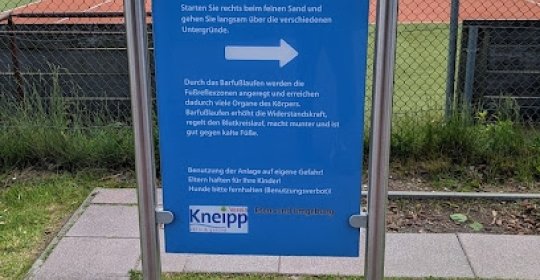 Starten Sie rechts beim feinen Sand und
gehen Sie langsam über die verschiedenen
Untergründe.
Durch das Barfußlaufen werden die
Fußreflexzonen angeregt und erreichen
dadurch viele Organe des Körpers.
Barfußlaufen erhöht die Widerstandskraft,
regelt den Blutkreislauf, macht munter und ist
gut gegen kalte Füße.
Benutzung der Anlage auf eigene Gefahr!
Eltern haften für Ihre Kinder!
Hunde bitte fernhalten (Benutzungsverbot)!
Kneipp
und Umgebung